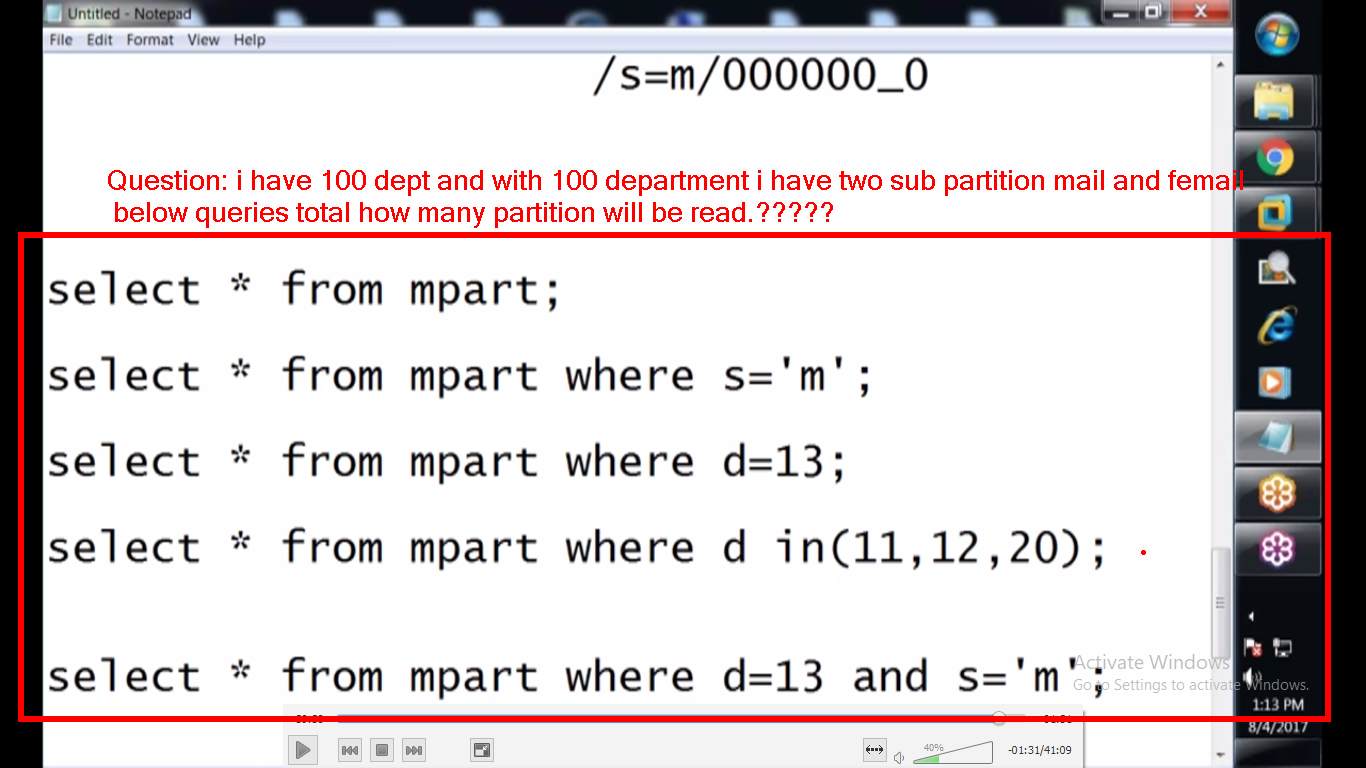 Untitled - Notepad
File Edit Format View Help
/s=m/000000_0
Question: i have 100 dept and with 100 department i have two sub partition mail and femail
below queries total how many partition will be read.?????
select * from mpart;
select * from mpart where s='m';
select * from mpart where d=13;
select * from mpart where d in(11,12,20);
select * from mpart where d=13 and s='m';
Activate Windows
Go to Settings to activate Windows.
1:13 PM
8/4/2017
40%
-01:31/41:09